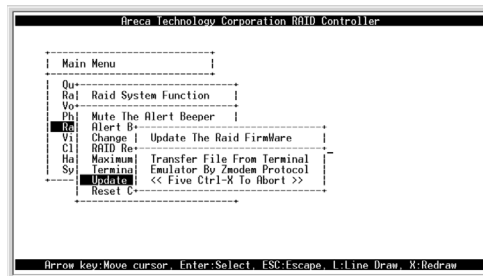 Areca Technology Corporation RAID Controller
Main Menu
Qu
Ra Raid System Function
Vo
Ph Mute The Alert Beeper
Ra Alert B
Vi Change Update The Raid FirmWare
Cl RAID Re
Ha Maximum Transfer File From Terminal
Sy Termina Emulator By Zmodem Protocol
Update << Five Ctrl-X To Abort >>
Reset C
Arrow key:Move cursor, Enter:Select, ESC:Escape, L:Line Draw, X:Redraw